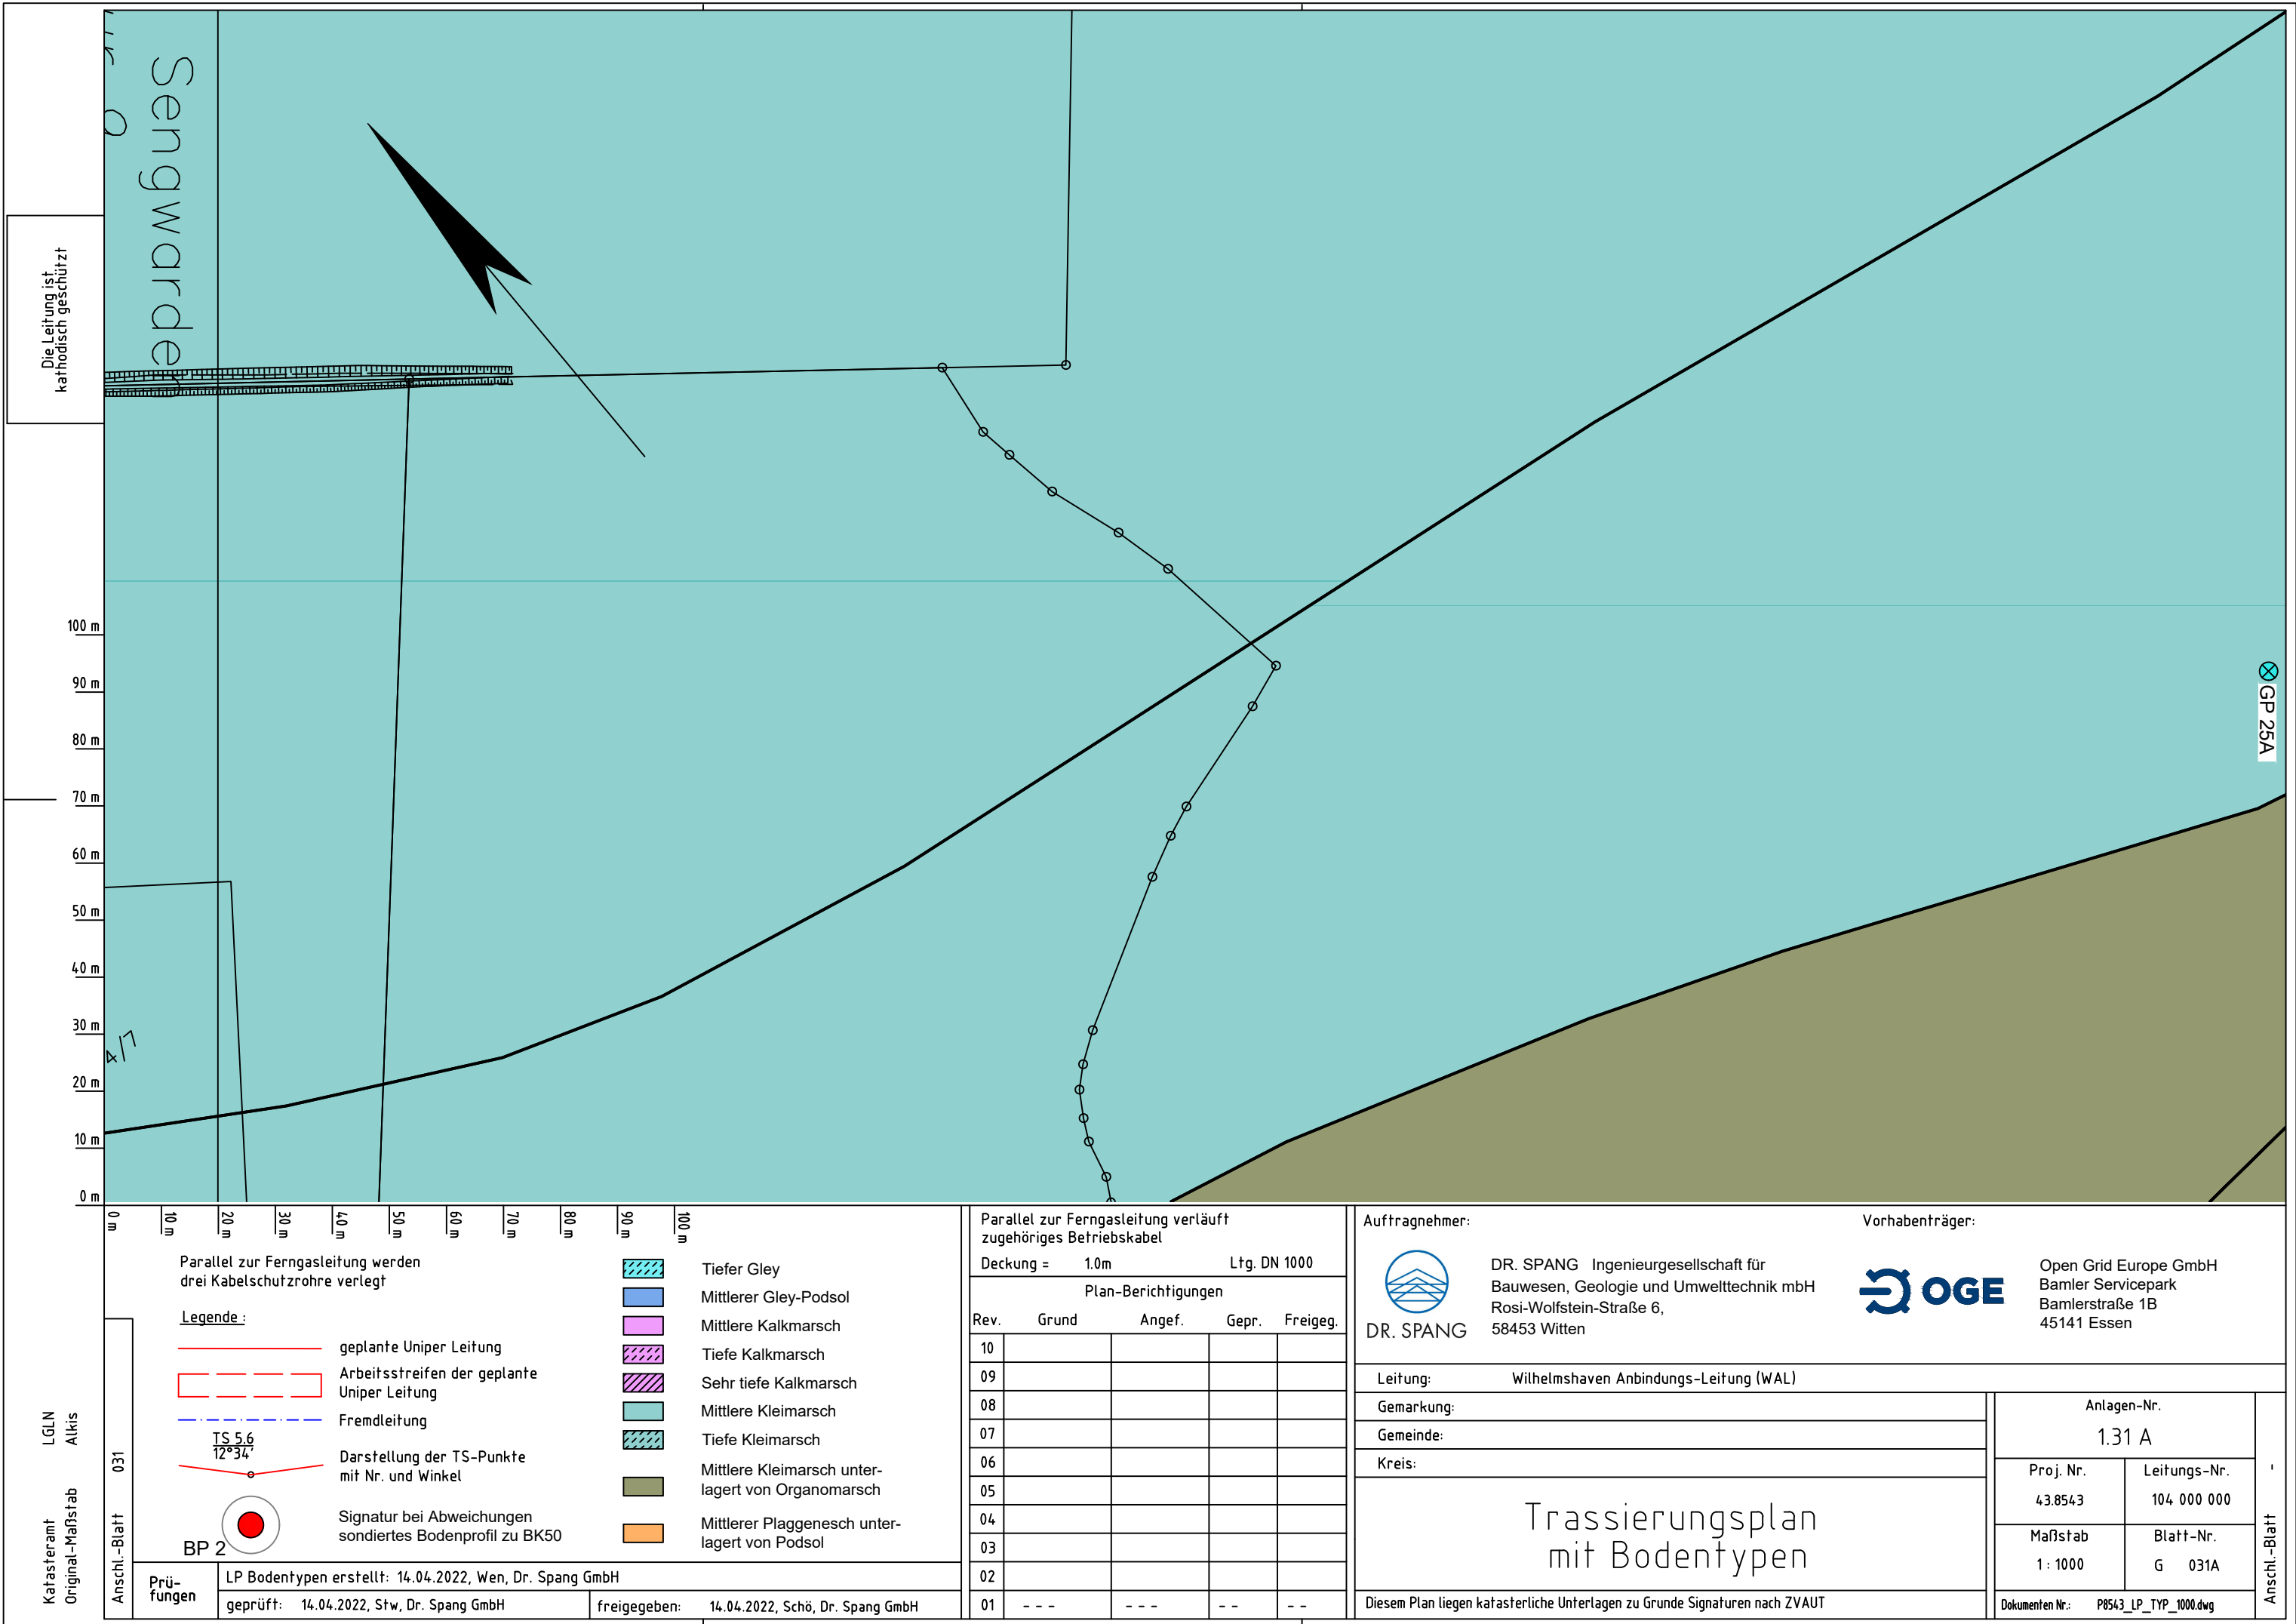 Sengwarde
Die Leitung ist
kathodisch geschützt
GP 25A
4/7
100 m
90 m
80 m
70 m
60 m
50 m
40 m
30 m
20 m
10 m
0 m
0 m
10 m
20 m
30 m
40 m
50 m
60 m
70 m
80 m
90 m
100 m
Parallel zur Ferngasleitung werden
drei Kabelschutzrohre verlegt
Legende :
geplante Uniper Leitung
Arbeitsstreifen der geplante
Uniper Leitung
Fremdleitung
TS 5.6
12°34'
Darstellung der TS-Punkte
mit Nr. und Winkel
BP 2
Signatur bei Abweichungen
sondiertes Bodenprofil zu BK50
Tiefer Gley
Mittlerer Gley-Podsol
Mittlere Kalkmarsch
Tiefe Kalkmarsch
Sehr tiefe Kalkmarsch
Mittlere Kleimarsch
Tiefe Kleimarsch
Mittlere Kleimarsch unter-
lagert von Organomarsch
Mittlerer Plaggenesch unter-
lagert von Podsol
Katasteramt LGLN
Original-Maßstab Alkis
Anschl.-Blatt 031
Prü-
fungen
LP Bodentypen erstellt: 14.04.2022, Wen, Dr. Spang GmbH
geprüft: 14.04.2022, Stw, Dr. Spang GmbH
freigegeben: 14.04.2022, Schö, Dr. Spang GmbH
Parallel zur Ferngasleitung verläuft
zugehöriges Betriebskabel
Deckung = 1.0m Ltg. DN 1000
Plan-Berichtigungen
Rev. Grund Angef. Gepr. Freigeg.
10
09
08
07
06
05
04
03
02
01 --- --- -- --
Auftragnehmer:
DR. SPANG
DR. SPANG Ingenieurgesellschaft für
Bauwesen, Geologie und Umwelttechnik mbH
Rosi-Wolfstein-Straße 6,
58453 Witten
Vorhabenträger:
OGE
Open Grid Europe GmbH
Bamler Servicepark
Bamlerstraße 1B
45141 Essen
Leitung: Wilhelmshaven Anbindungs-Leitung (WAL)
Gemarkung:
Gemeinde:
Kreis:
Trassierungsplan
mit Bodentypen
Diesem Plan liegen katasterliche Unterlagen zu Grunde Signaturen nach ZVAUT
Anlagen-Nr.
1.31 A
Proj. Nr. Leitungs-Nr.
43.8543 104 000 000
Maßstab Blatt-Nr.
1 : 1000 G 031A
Dokumenten Nr.: P8543_LP_TYP_1000.dwg
Anschl.-Blatt -